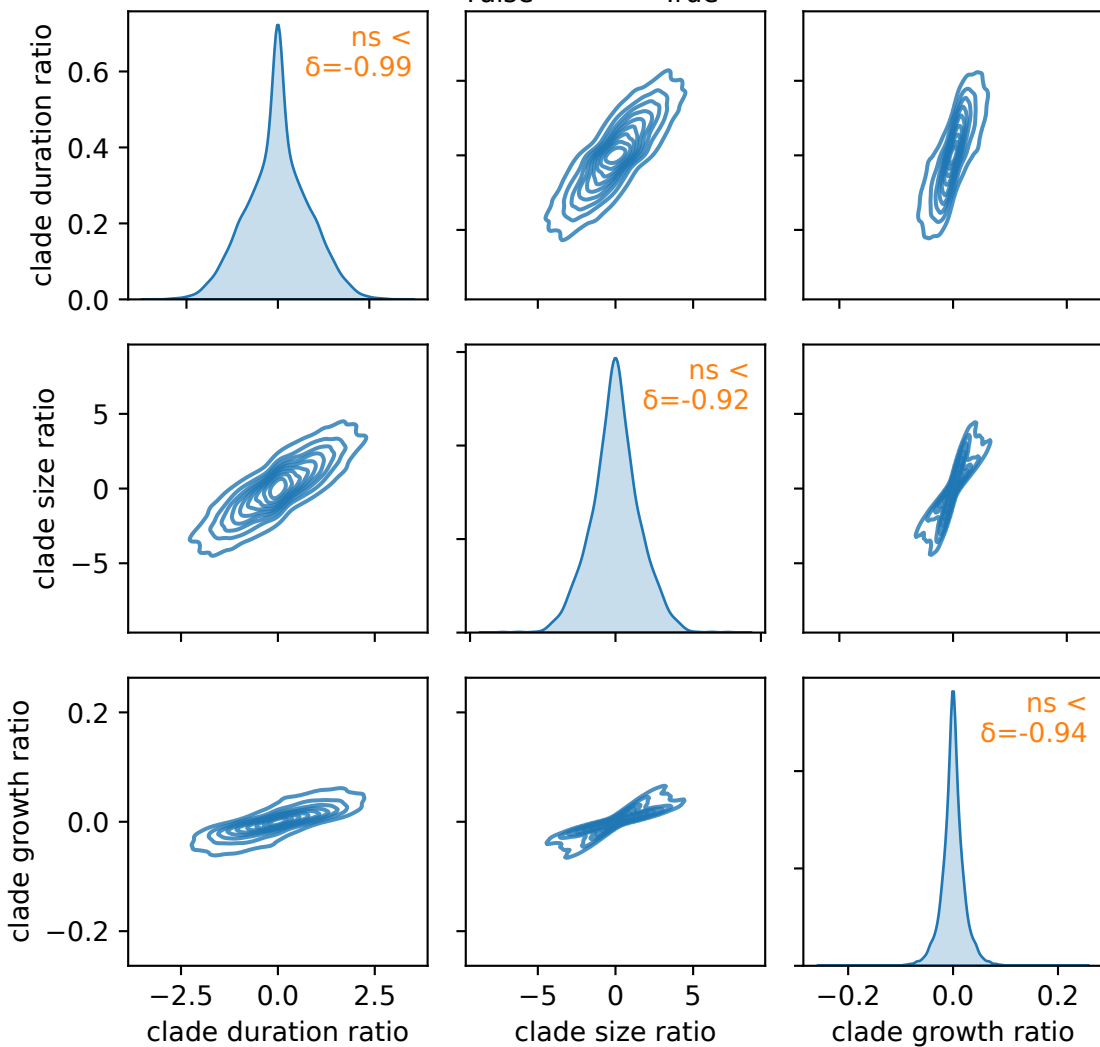 True
clade duration ratio
0.6
0.4
0.2
0.0
ns <
δ=-0.99
clade size ratio
5
0
−5
ns <
δ=-0.92
clade growth ratio
0.2
0.0
−0.2
ns <
δ=-0.94
−2.5 0.0 2.5
−5 0 5
−0.2 0.0 0.2
clade duration ratio
clade size ratio
clade growth ratio